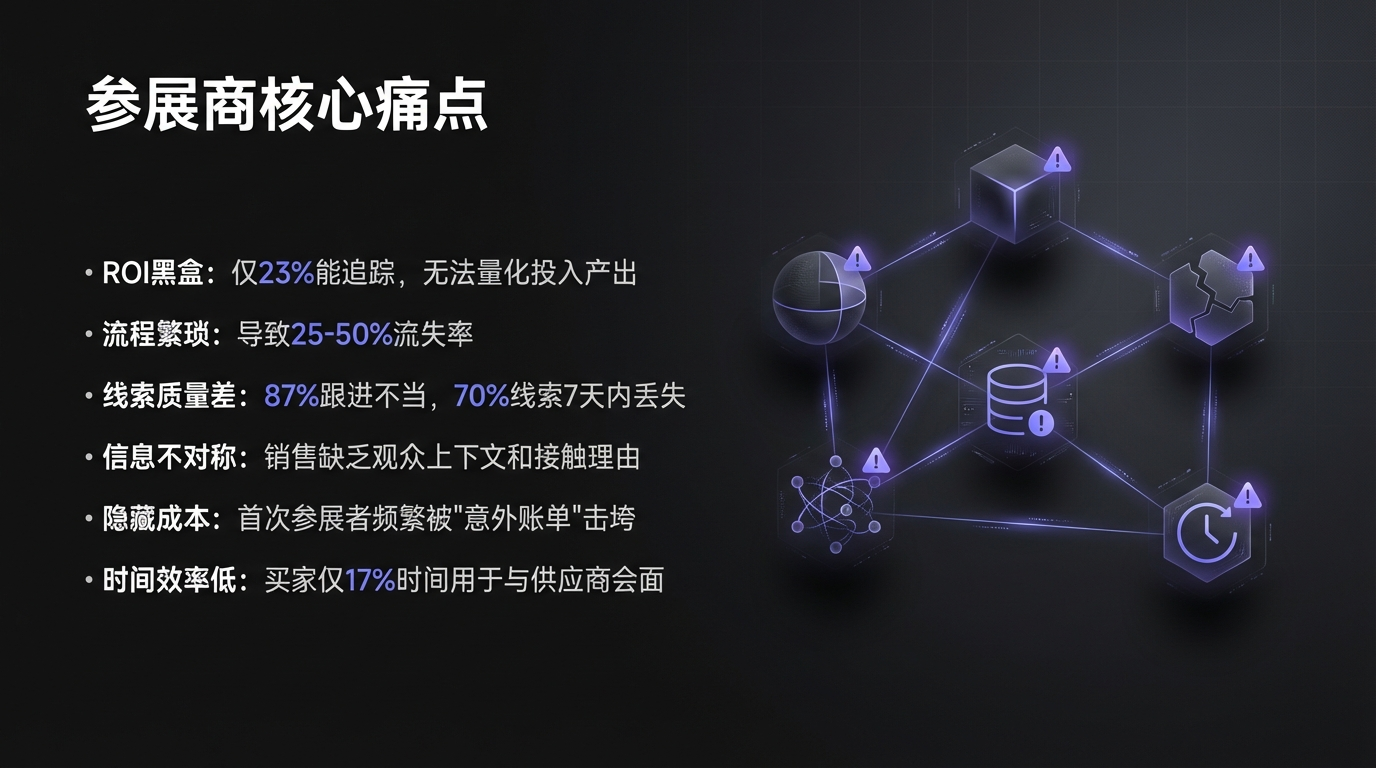 参展商核心痛点
• ROI黑盒：仅23%能追踪，无法量化投入产出
• 流程繁琐：导致25-50%流失率
• 线索质量差：87%跟进不当，70%线索7天内丢失
• 信息不对称：销售缺乏观众上下文和接触理由
• 隐藏成本：首次参展者频繁被"意外账单"击垮
• 时间效率低：买家仅17%时间用于与供应商会面